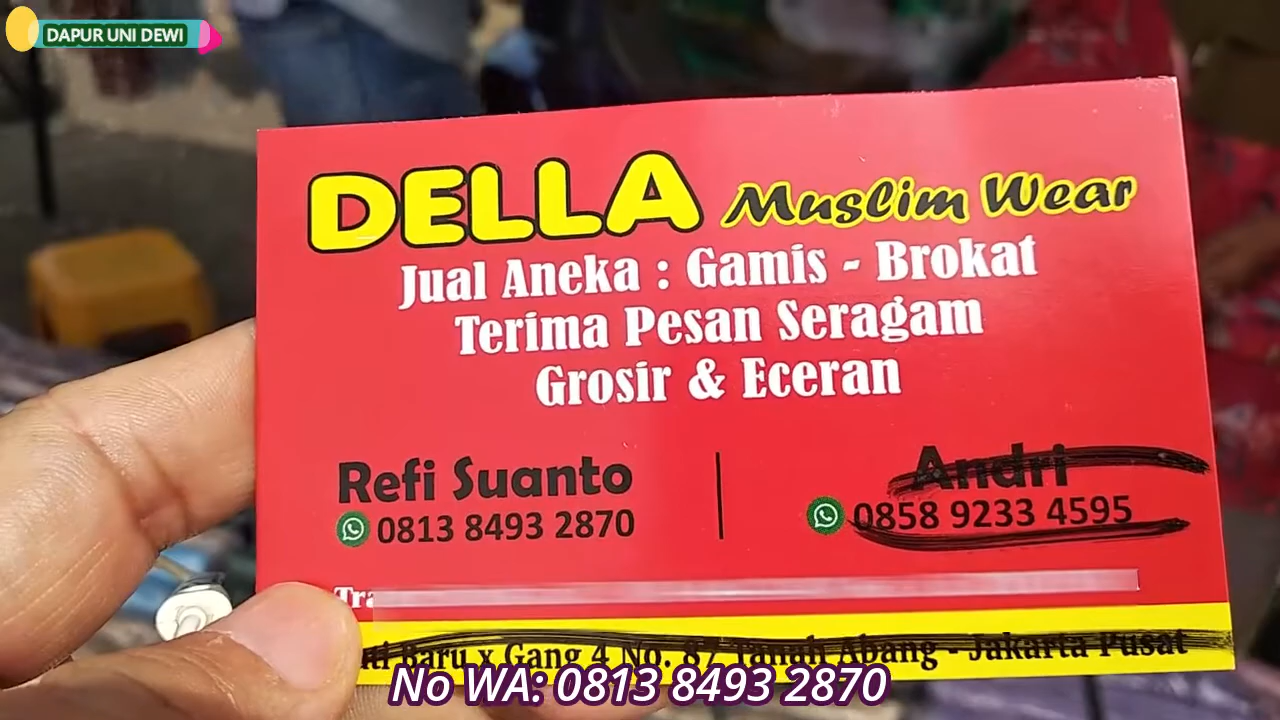 DAPUR UNI DEWI
DELLA Muslim Wear
Jual Aneka : Gamis - Brokat
Terima Pesan Seragam
Grosir & Eceran
Refi Suanto
0813 8493 2870
Andri
0858 9233 4595
Baru x Gang 4 No. 87 Tanah Abang - Jakarta Pusat
No WA: 0813 8493 2870